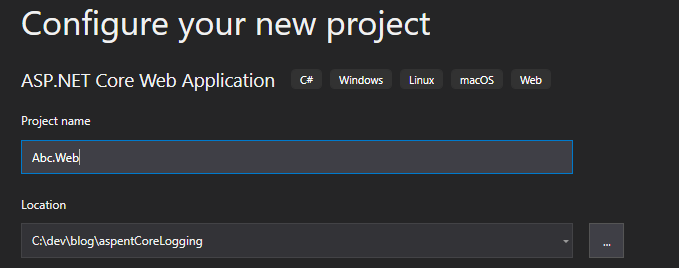 Configure your new project
ASP.NET Core Web Application C# Windows Linux macOS Web
Project name
Abc.Web
Location
C:\dev\blog\aspentCoreLogging ...